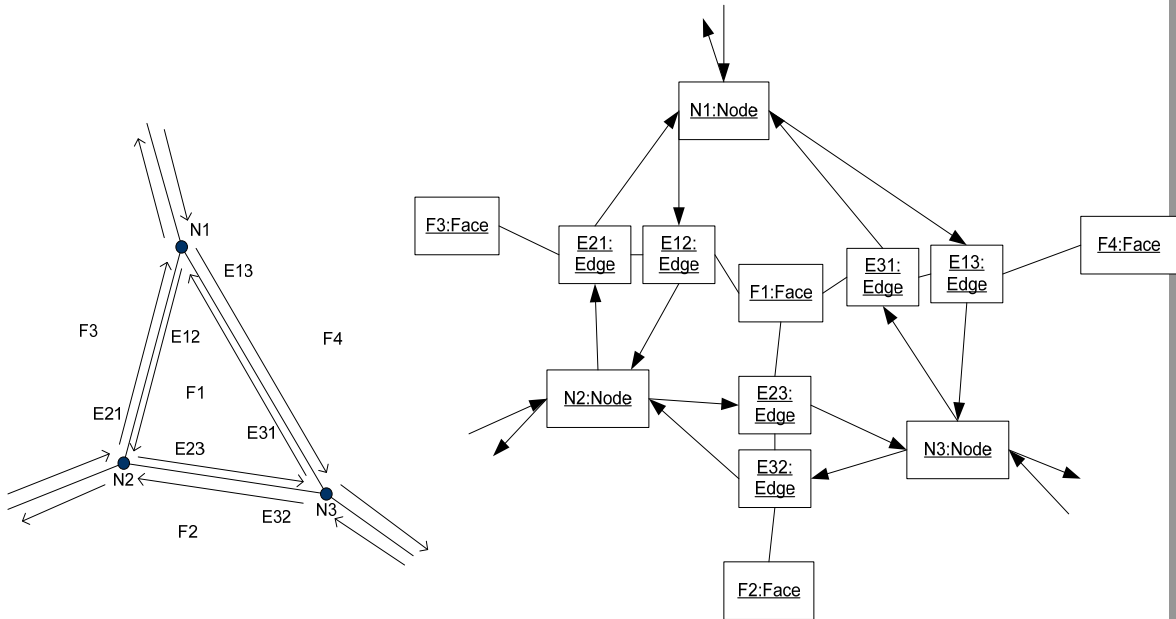 N1
E13
F3
E12
F4
F1
E21
E31
E23
N2
E32
N3
F2
N1:Node
F3:Face
E21:
Edge
E12:
Edge
F1:Face
E31:
Edge
E13:
Edge
F4:Face
N2:Node
E23:
Edge
N3:Node
E32:
Edge
F2:Face